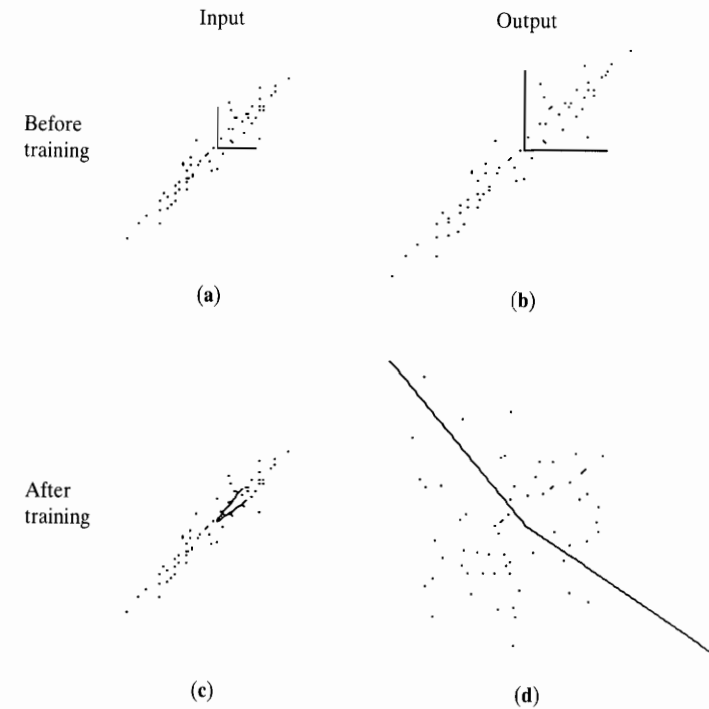 Input
Output
Before
training
(a)
(b)
After
training
(c)
(d)